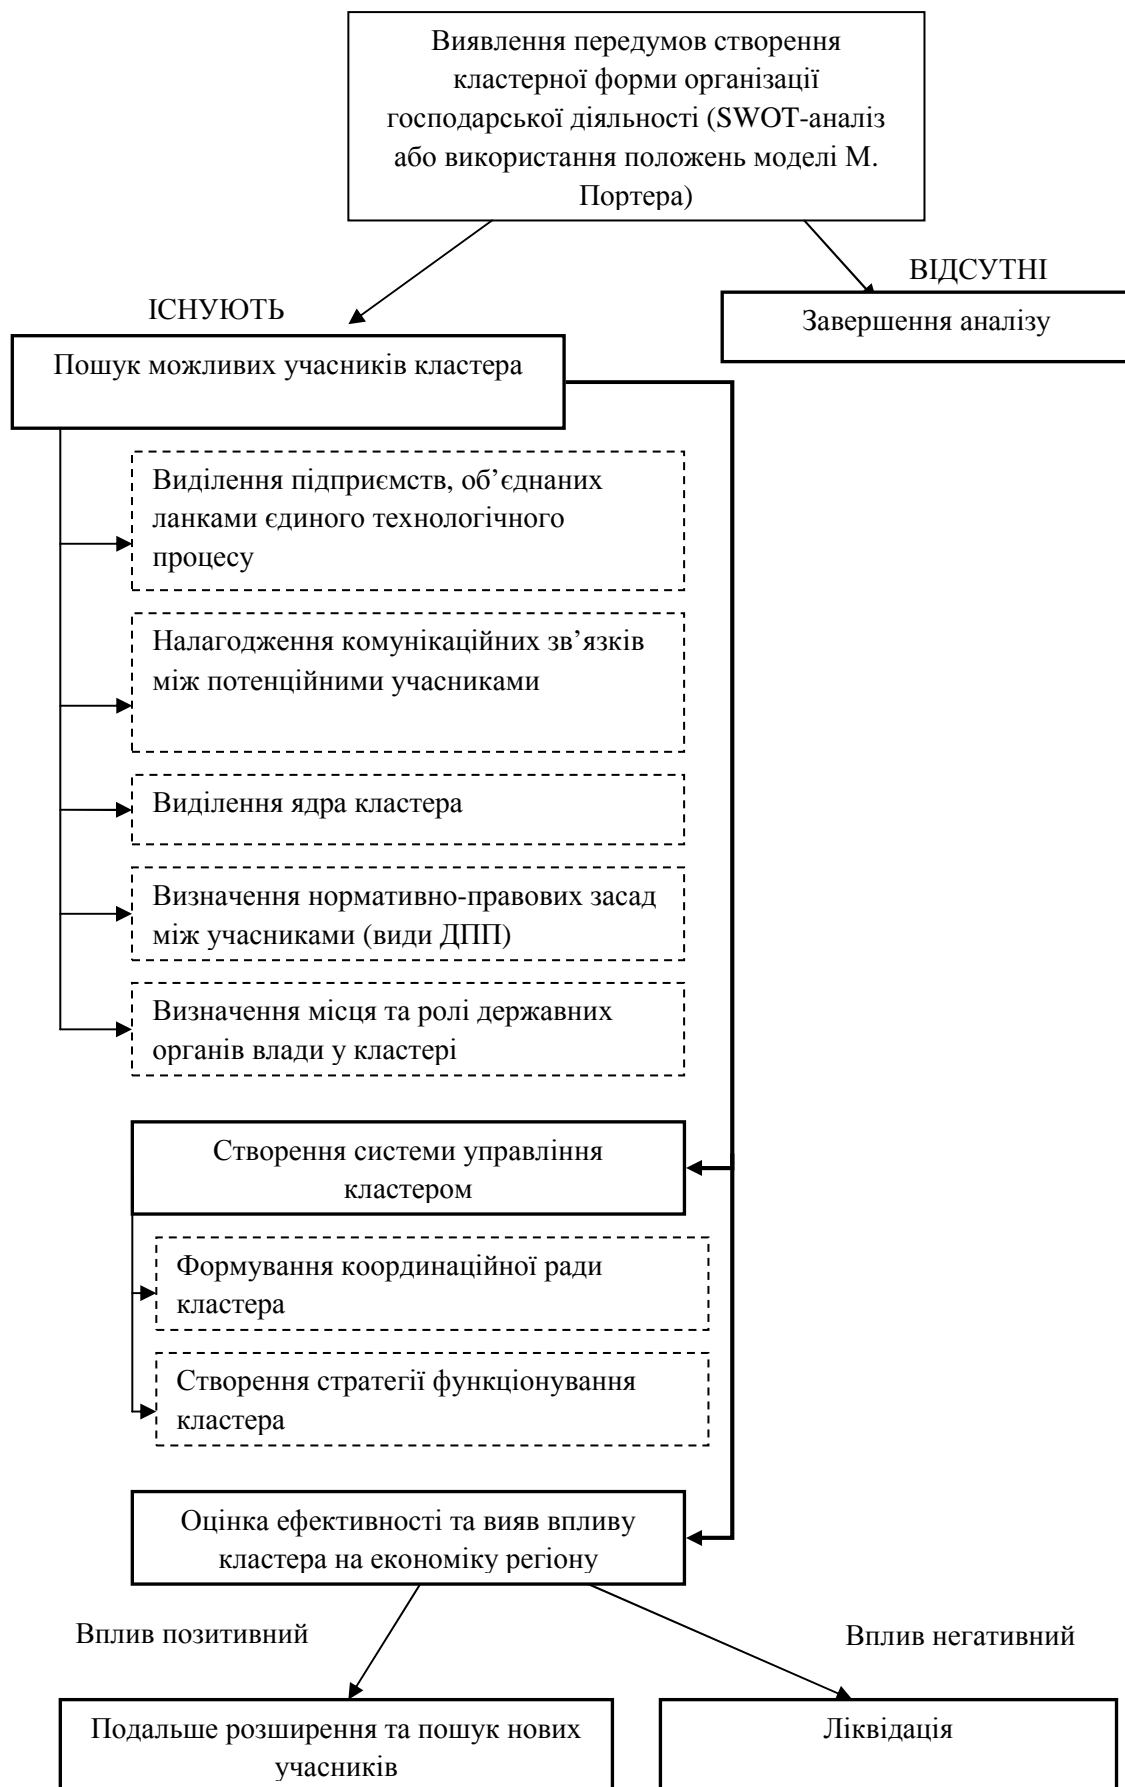 Виявлення передумов створення
кластерної форми організації
господарської діяльності (SWOT-аналіз
або використання положень моделі М.
Портера)
ВІДСУТНІ
ІСНУЮТЬ
Завершення аналізу
Пошук можливих учасників кластера
Виділення підприємств, об’єднаних
ланками єдиного технологічного
процесу
Налагодження комунікаційних зв’язків
між потенційними учасниками
Виділення ядра кластера
Визначення нормативно-правових засад
між учасниками (види ДПП)
Визначення місця та ролі державних
органів влади у кластері
Створення системи управління
кластером
Формування координаційної ради
кластера
Створення стратегії функціонування
кластера
Оцінка ефективності та вияв впливу
кластера на економіку регіону
Вплив позитивний
Вплив негативний
Подальше розширення та пошук нових
учасників
Ліквідація